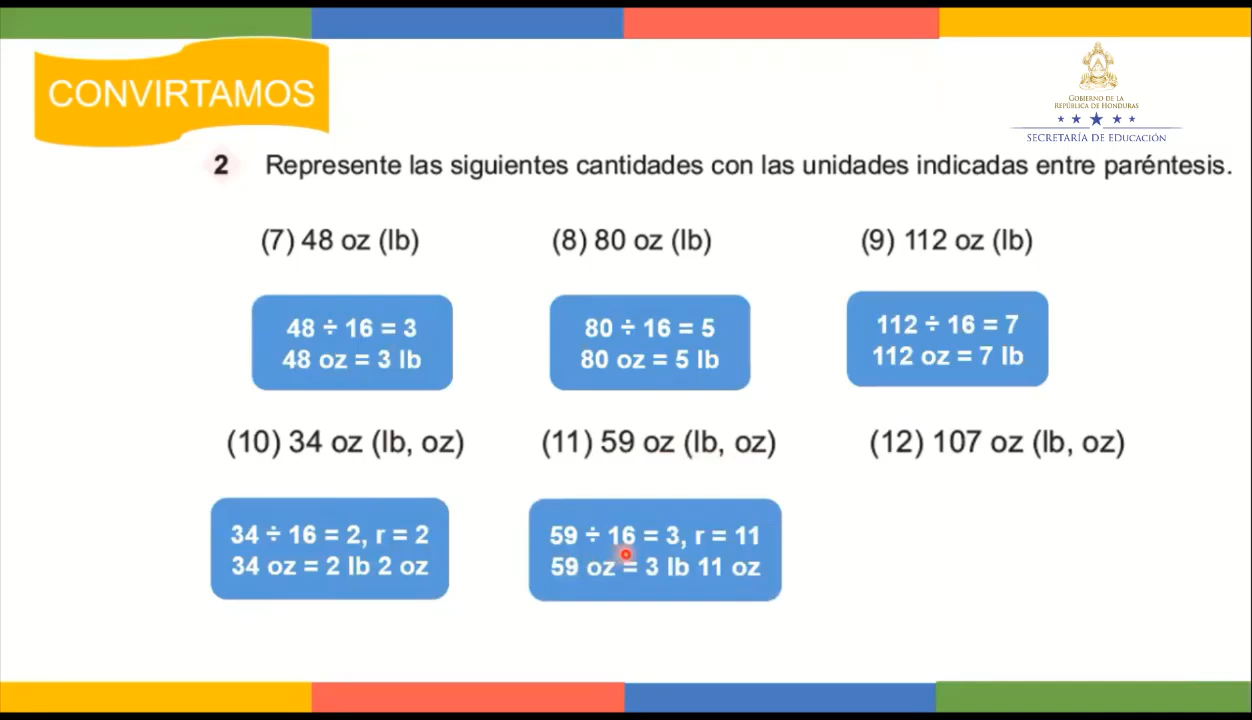 CONVIRTAMOS
GOBIERNO DE LA
REPÚBLICA DE HONDURAS
SECRETARÍA DE EDUCACIÓN
2 Represente las siguientes cantidades con las unidades indicadas entre paréntesis.
(7) 48 oz (lb)
(8) 80 oz (lb)
(9) 112 oz (lb)
48 ÷ 16 = 3
48 oz = 3 lb
80 ÷ 16 = 5
80 oz = 5 lb
112 ÷ 16 = 7
112 oz = 7 lb
(10) 34 oz (lb, oz)
(11) 59 oz (lb, oz)
(12) 107 oz (lb, oz)
34 ÷ 16 = 2, r = 2
34 oz = 2 lb 2 oz
59 ÷ 16 = 3, r = 11
59 oz = 3 lb 11 oz